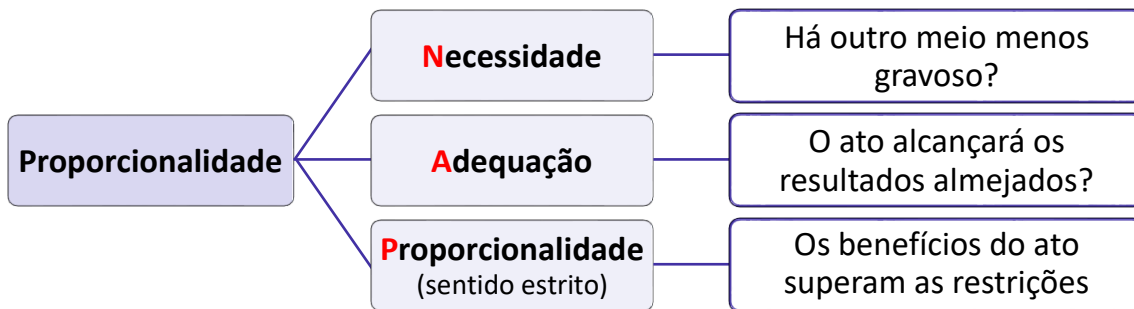 Proporcionalidade
Necessidade
Há outro meio menos
gravoso?
Adequação
O ato alcançará os
resultados almejados?
Proporcionalidade
(sentido estrito)
Os benefícios do ato
superam as restrições